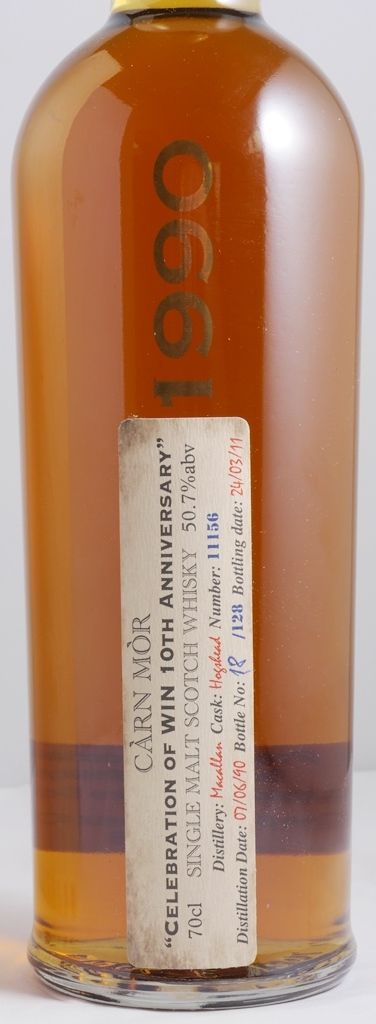 1990
CÀRN MÒR
“CELEBRATION OF WIN 10TH ANNIVERSARY”
70cl SINGLE MALT SCOTCH WHISKY 50.7%abv
Distillery: Macallan Cask: Hogshead Number: 11156
Distillation Date: 07/06/90 Bottle No: 18 /128 Bottling date: 24/03/11